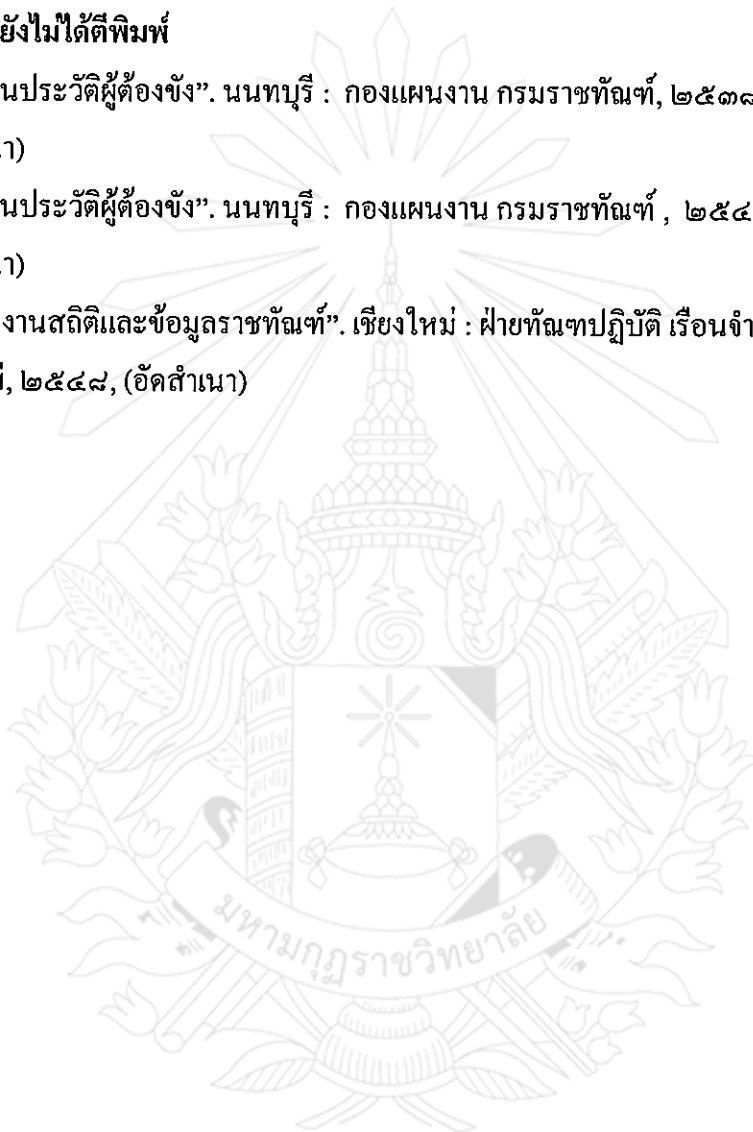 ยังไม่ได้ตีพิมพ์
นประวัติผู้ต้องขัง”. นนทบุรี : กองแผนงาน กรมราชทัณฑ์, ๒๕๓๘
า)
นประวัติผู้ต้องขัง”. นนทบุรี : กองแผนงาน กรมราชทัณฑ์ , ๒๕๔
า)
งานสถิติและข้อมูลราชทัณฑ์”. เชียงใหม่ : ฝ่ายทัณฑปฏิบัติ เรือนจำ
, ๒๕๔๘, (อัดสำเนา)
มหามกุฏราชวิทยาลัย